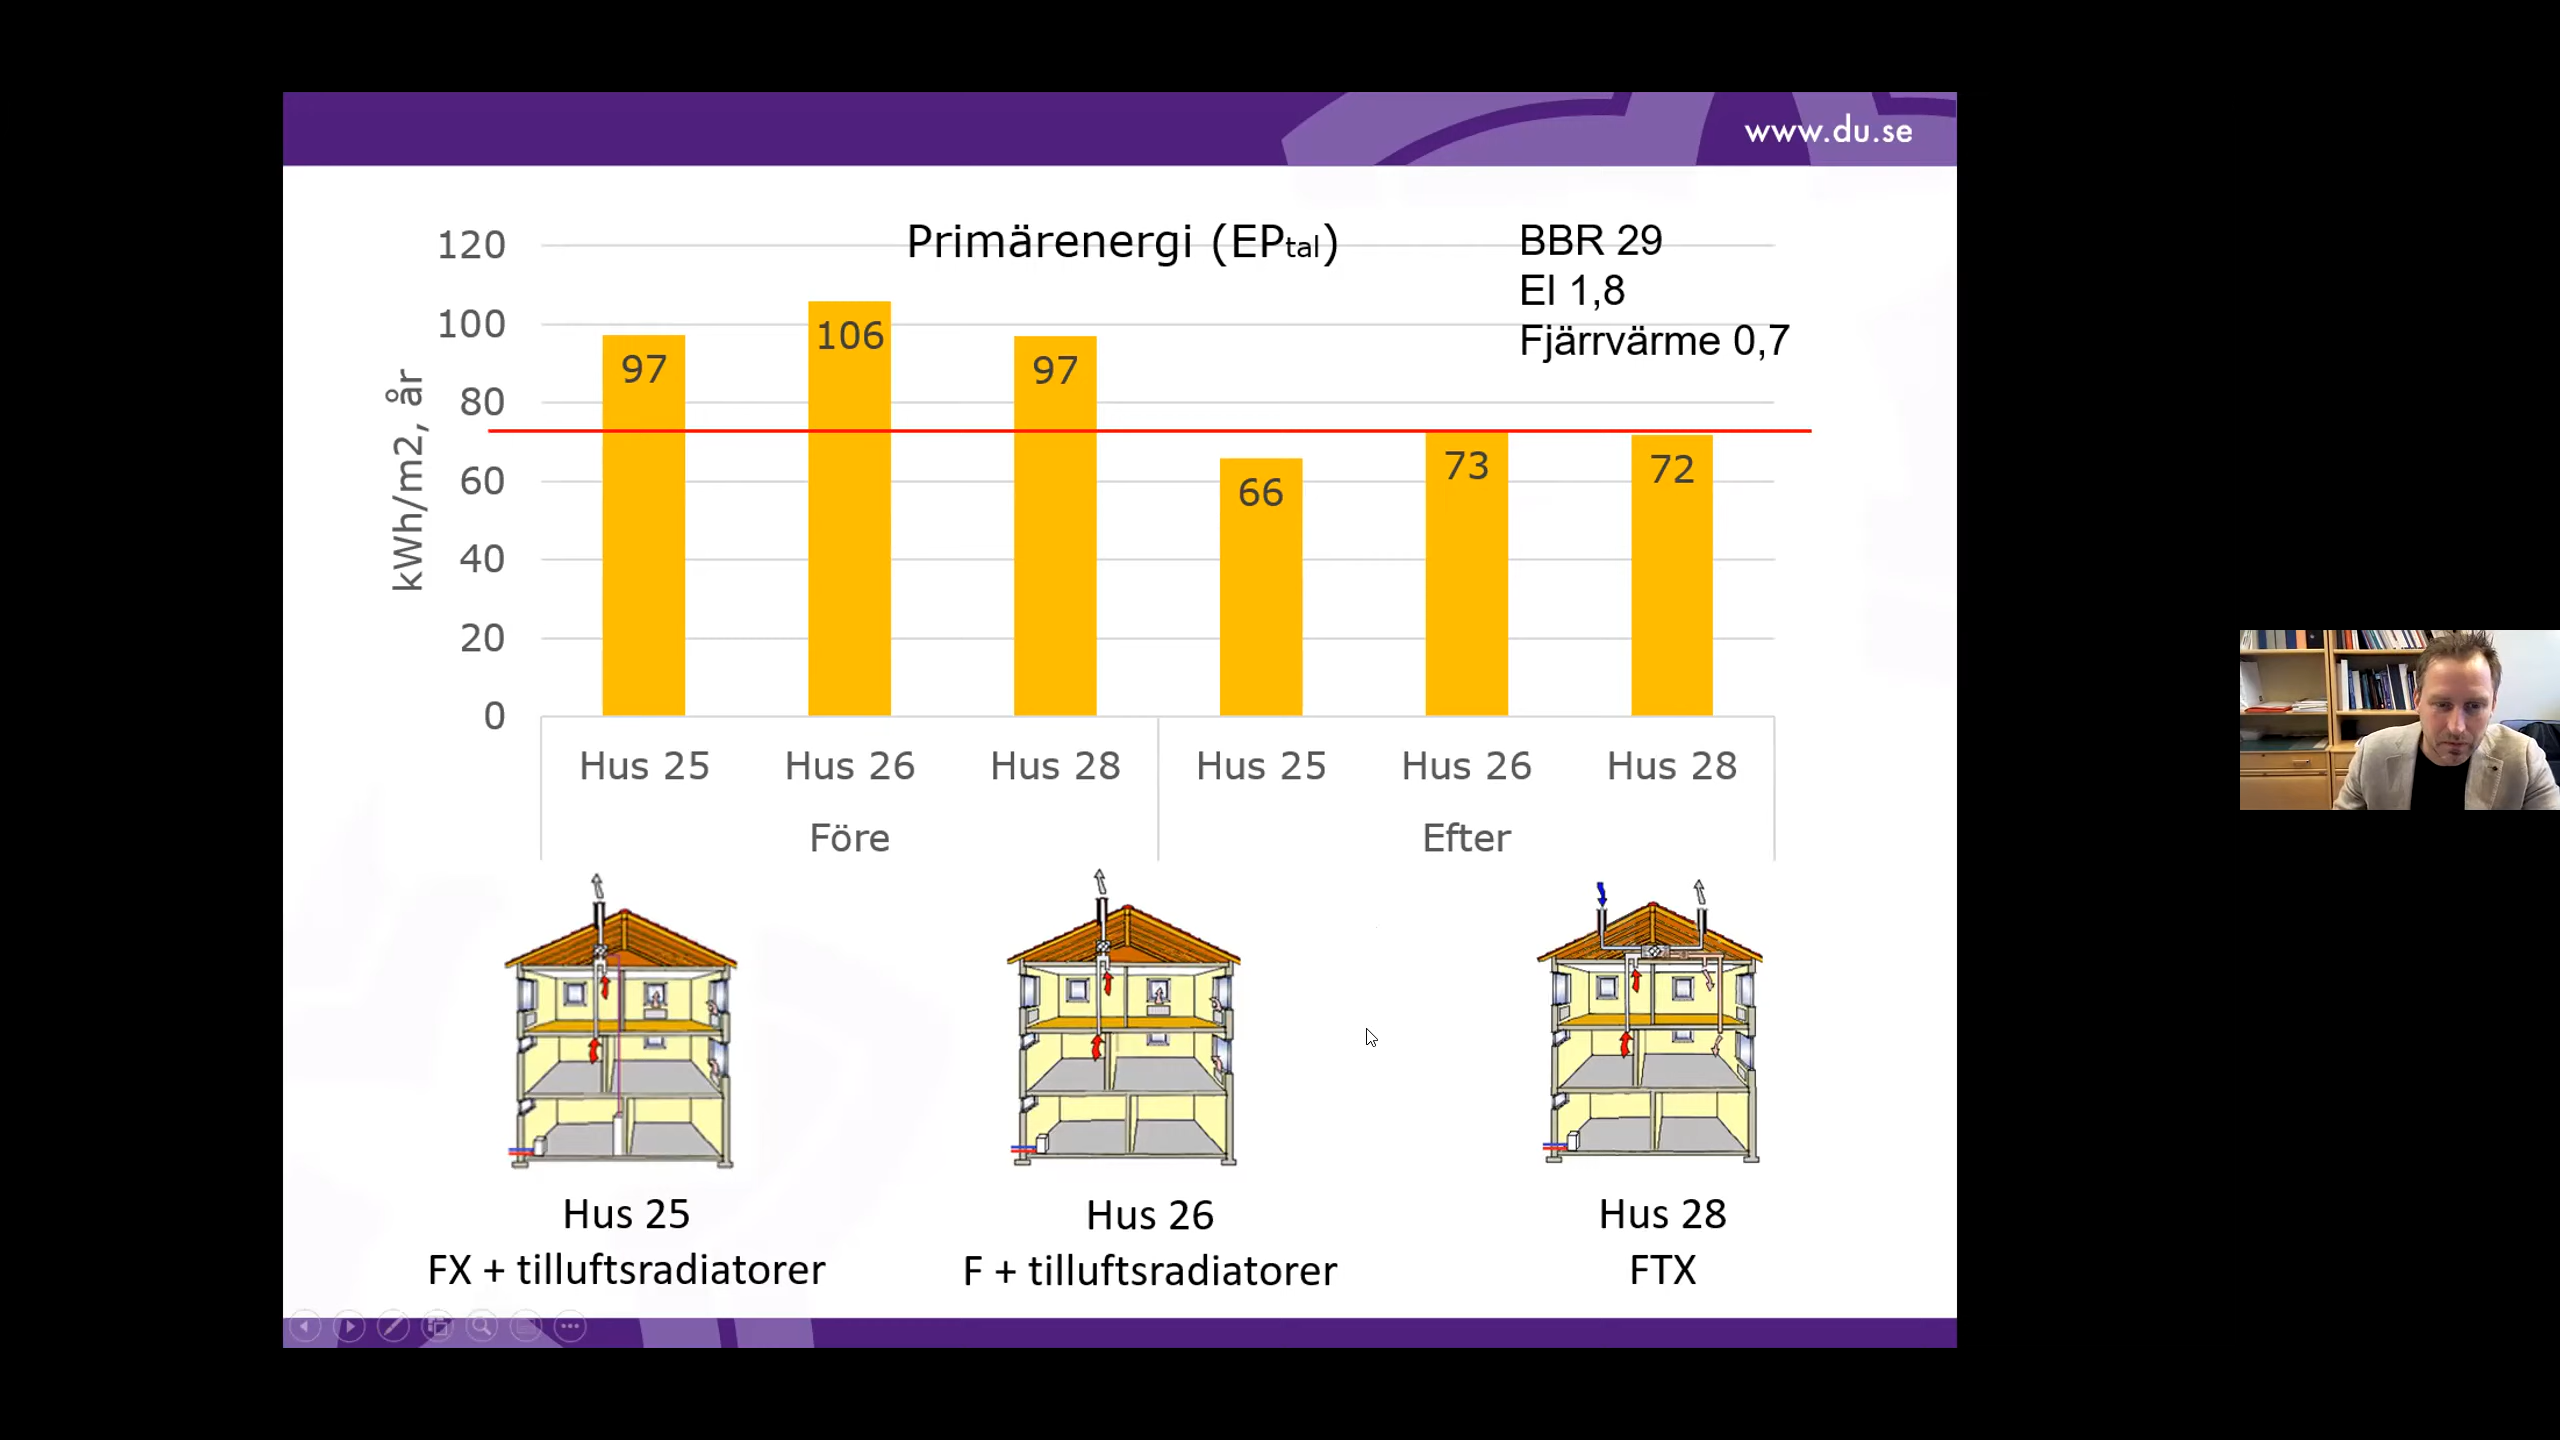 www.du.se
Primärenergi (EPtal)
BBR 29
El 1,8
Fjärrvärme 0,7
kWh/m2, år
120
100
80
60
40
20
0
97
106
97
66
73
72
Hus 25
Hus 26
Hus 28
Hus 25
Hus 26
Hus 28
Före
Efter
Hus 25
FX + tilluftsradiatorer
Hus 26
F + tilluftsradiatorer
Hus 28
FTX